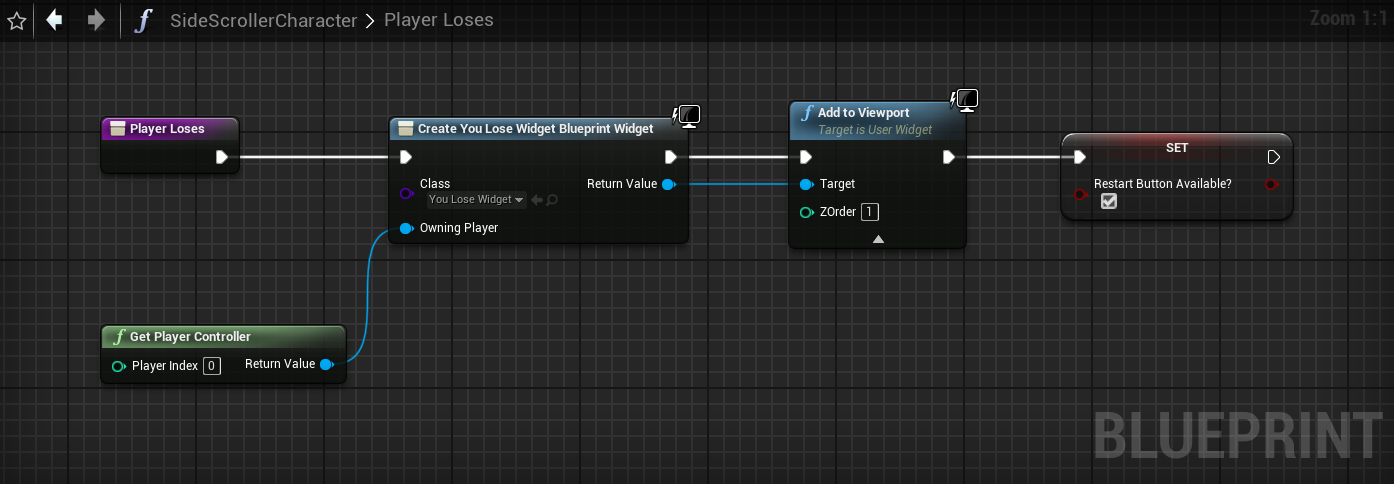 SideScrollerCharacter > Player Loses
Zoom 1:1
Player Loses
Create You Lose Widget Blueprint Widget
Class
You Lose Widget
Return Value
Owning Player
f Add to Viewport
Target is User Widget
Target
ZOrder 1
SET
Restart Button Available?
f Get Player Controller
Player Index 0
Return Value
BLUEPRINT